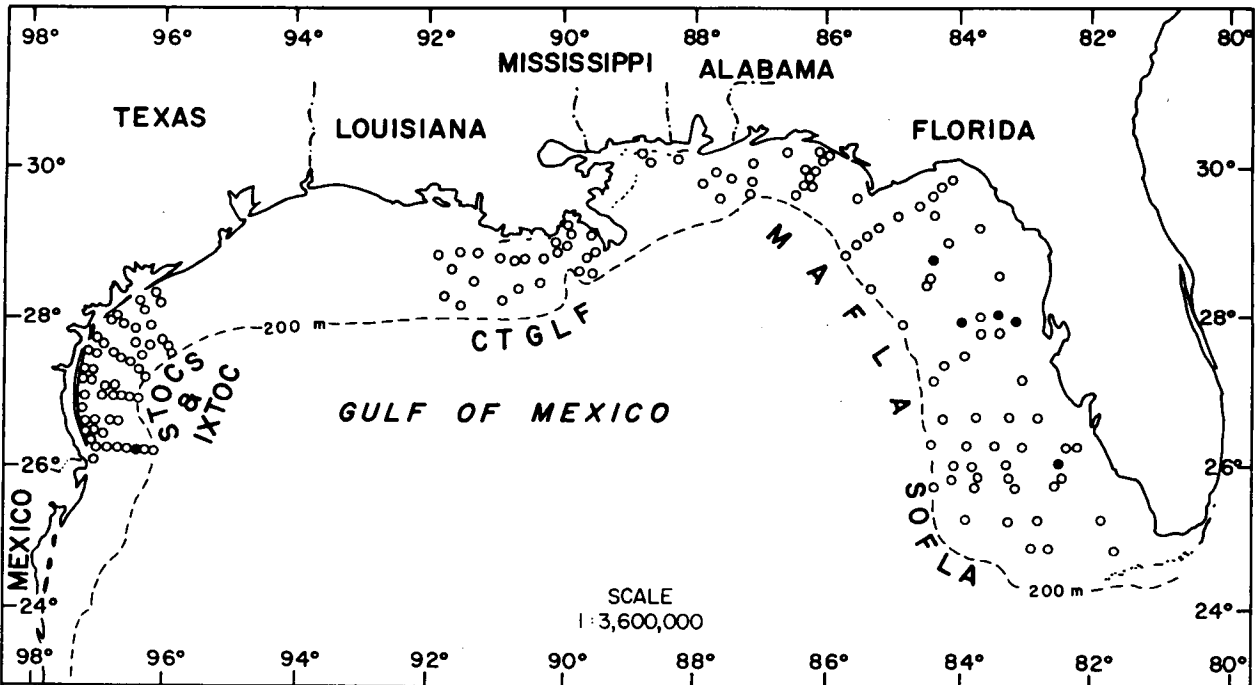 98° 96° 94° 92° 90° 88° 86° 84° 82° 80°
MISSISSIPPI ALABAMA
TEXAS LOUISIANA FLORIDA
30° 30°
MAFLA
28° 28°
200 m
CTGLF
STOCS
&
IXTOC
GULF OF MEXICO
26° 26°
SOFLA
MEXICO
200 m
SCALE
1:3,600,000
24° 24°
98° 96° 94° 92° 90° 88° 86° 84° 82° 80°